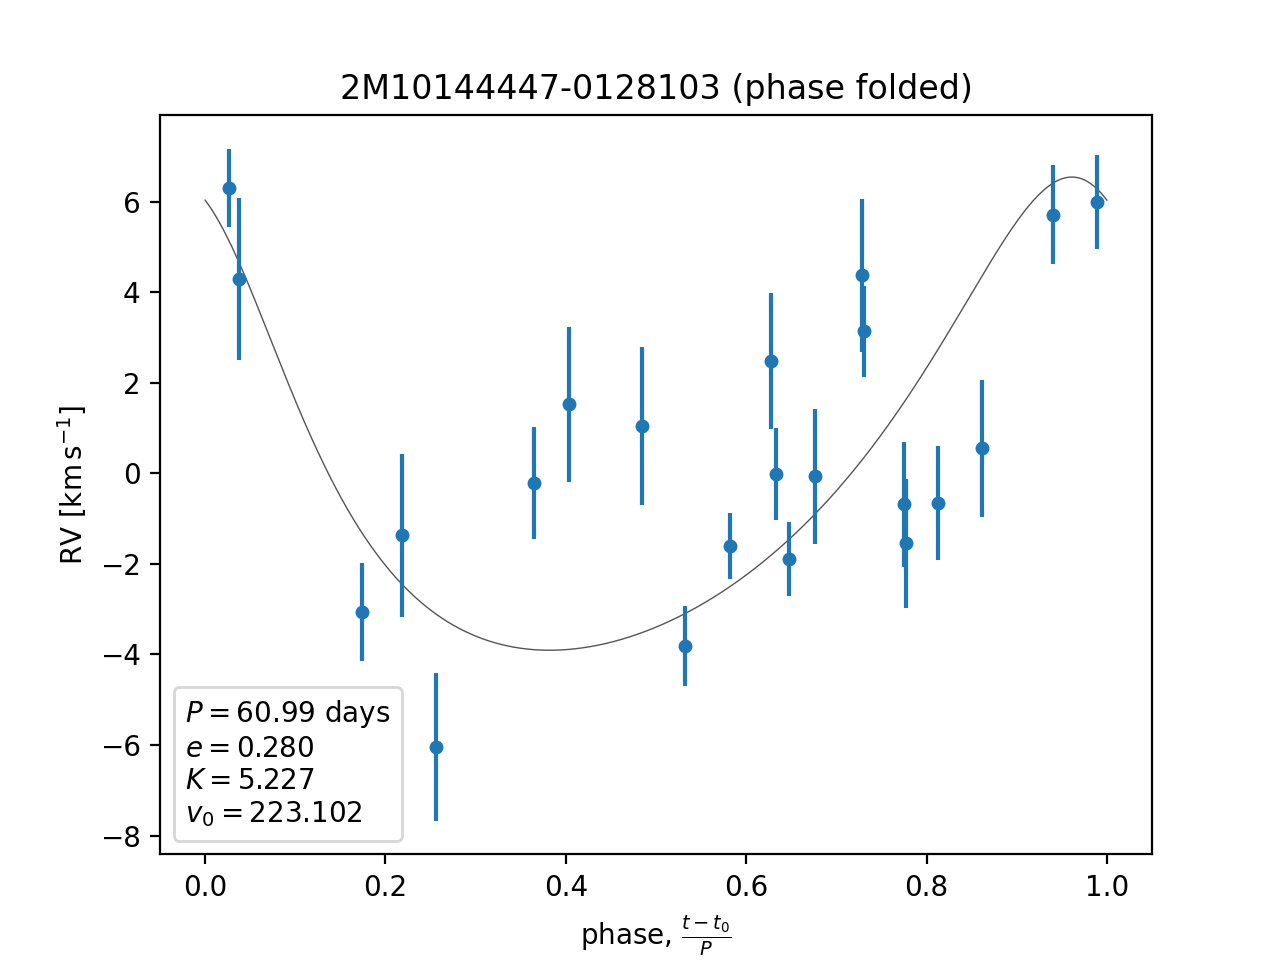 2M10144447-0128103 (phase folded)
RV [km s⁻¹]
6
4
2
0
−2
−4
−6
−8
P = 60.99 days
e = 0.280
K = 5.227
v₀ = 223.102
0.0 0.2 0.4 0.6 0.8 1.0
phase, (t − t₀)/P